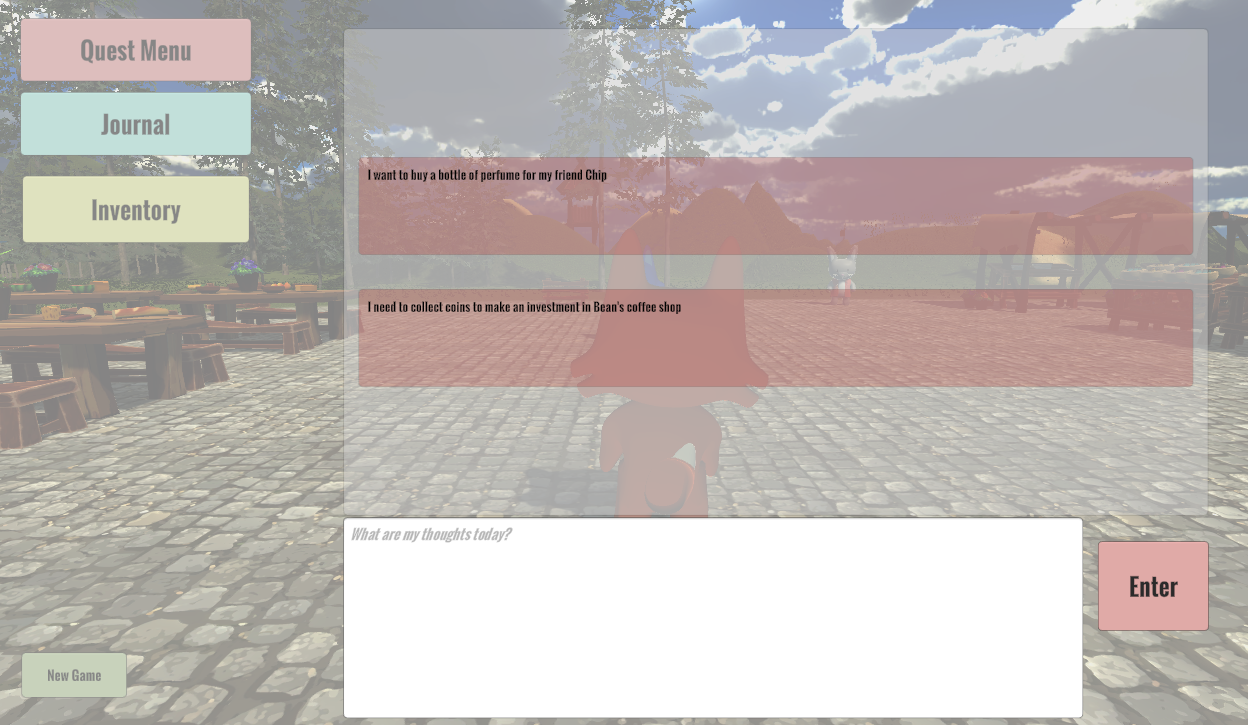 Quest Menu
Journal
Inventory
I want to buy a bottle of perfume for my friend Chip
I need to collect coins to make an investment in Bean's coffee shop
What are my thoughts today?
Enter
New Game